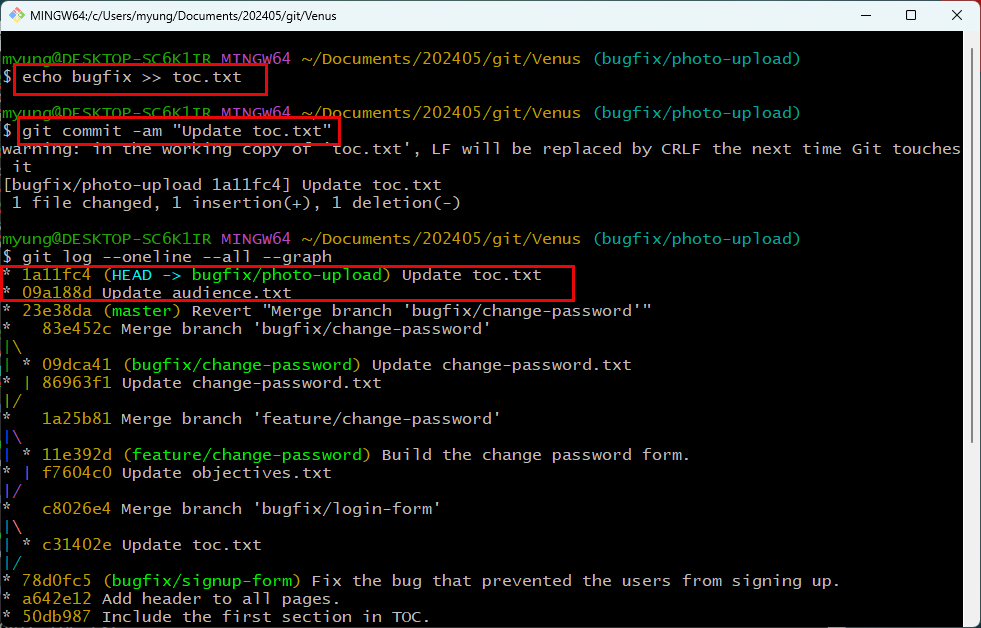 MINGW64:/c/Users/myung/Documents/202405/git/Venus
myung@DESKTOP-SC6K1IR MINGW64 ~/Documents/202405/git/Venus (bugfix/photo-upload)
$ echo bugfix >> toc.txt
myung@DESKTOP-SC6K1IR MINGW64 ~/Documents/202405/git/Venus (bugfix/photo-upload)
$ git commit -am "Update toc.txt"
warning: in the working copy of 'toc.txt', LF will be replaced by CRLF the next time Git touches
it
[bugfix/photo-upload 1a11fc4] Update toc.txt
1 file changed, 1 insertion(+), 1 deletion(-)
myung@DESKTOP-SC6K1IR MINGW64 ~/Documents/202405/git/Venus (bugfix/photo-upload)
$ git log --oneline --all --graph
* 1a11fc4 (HEAD -> bugfix/photo-upload) Update toc.txt
* 09a188d Update audience.txt
* 23e38da (master) Revert "Merge branch 'bugfix/change-password'"
*   83e452c Merge branch 'bugfix/change-password'
|\
| * 09dca41 (bugfix/change-password) Update change-password.txt
* | 86963f1 Update change-password.txt
|/
*   1a25b81 Merge branch 'feature/change-password'
|\
| * 11e392d (feature/change-password) Build the change password form.
* | f7604c0 Update objectives.txt
|/
*   c8026e4 Merge branch 'bugfix/login-form'
|\
| * c31402e Update toc.txt
|/
* 78d0fc5 (bugfix/signup-form) Fix the bug that prevented the users from signing up.
* a642e12 Add header to all pages.
* 50db987 Include the first section in TOC.